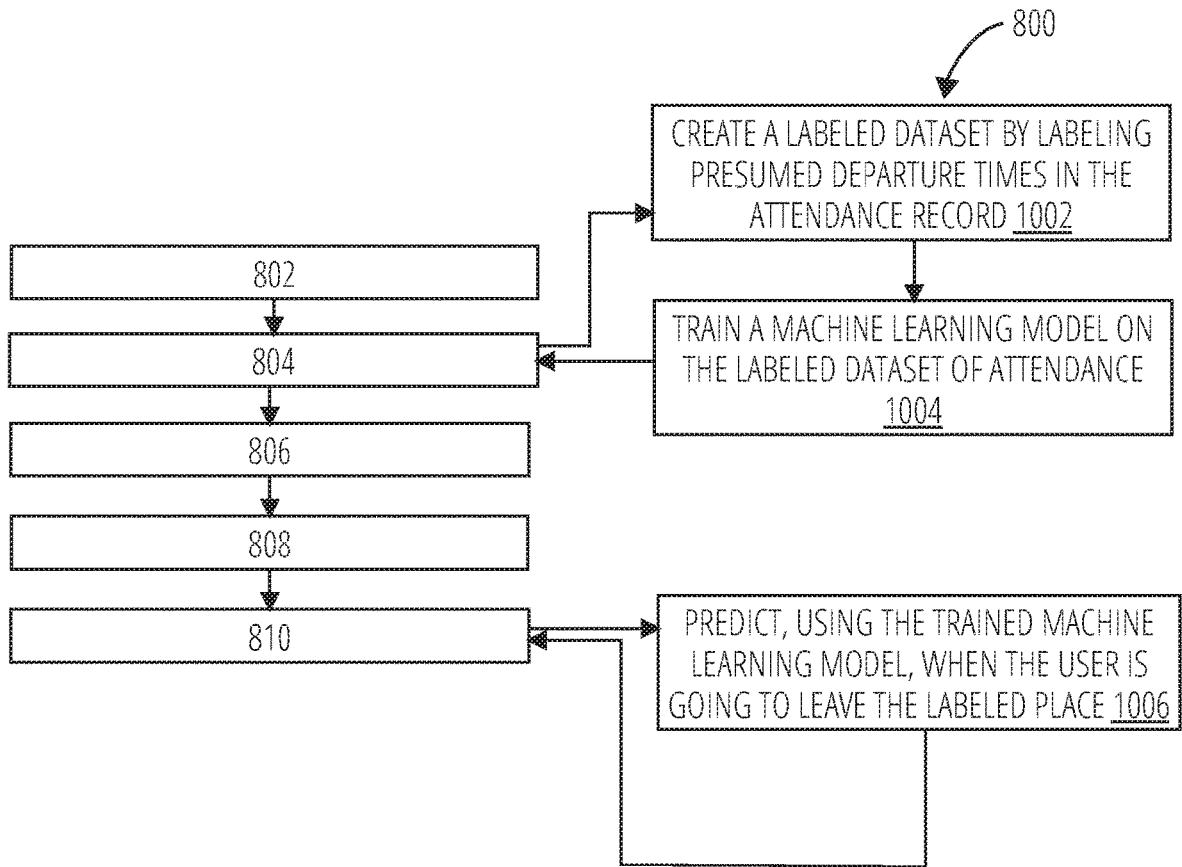 800
CREATE A LABELED DATASET BY LABELING
PRESUMED DEPARTURE TIMES IN THE
ATTENDANCE RECORD 1002
802
804
TRAIN A MACHINE LEARNING MODEL ON
THE LABELED DATASET OF ATTENDANCE
1004
806
808
810
PREDICT, USING THE TRAINED MACHINE
LEARNING MODEL, WHEN THE USER IS
GOING TO LEAVE THE LABELED PLACE 1006